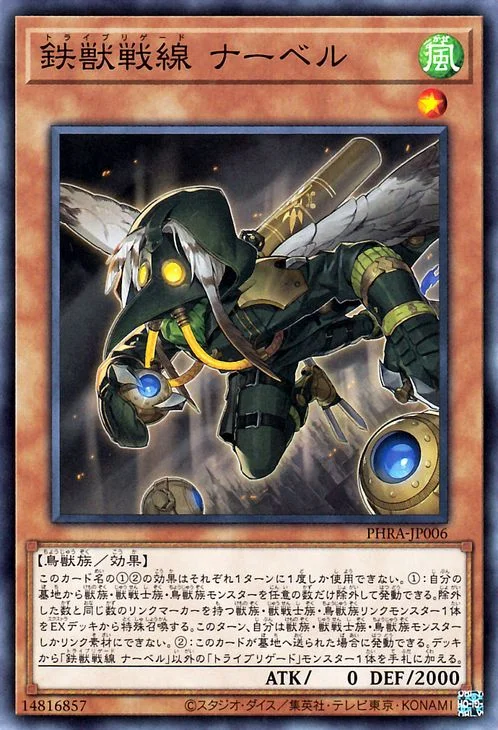 トライブリゲード
鉄獣戦線 ナーベル
かぜ
風
PHRA-JP006
【鳥獣族／効果】
このカード名の①②の効果はそれぞれ1ターンに1度しか使用できない。①：自分の
墓地から獣族・獣戦士族・鳥獣族モンスターを任意の数だけ除外して発動できる。除外
した数と同じ数のリンクマーカーを持つ獣族・獣戦士族・鳥獣族リンクモンスター1体
をEXデッキから特殊召喚する。このターン、自分は獣族・獣戦士族・鳥獣族モンスター
しかリンク素材にできない。②：このカードが墓地へ送られた場合に発動できる。デッキ
から「鉄獣戦線 ナーベル」以外の「トライブリゲード」モンスター1体を手札に加える。
ATK/ 0 DEF/2000
14816857
©スタジオ・ダイス／集英社・テレビ東京・KONAMI